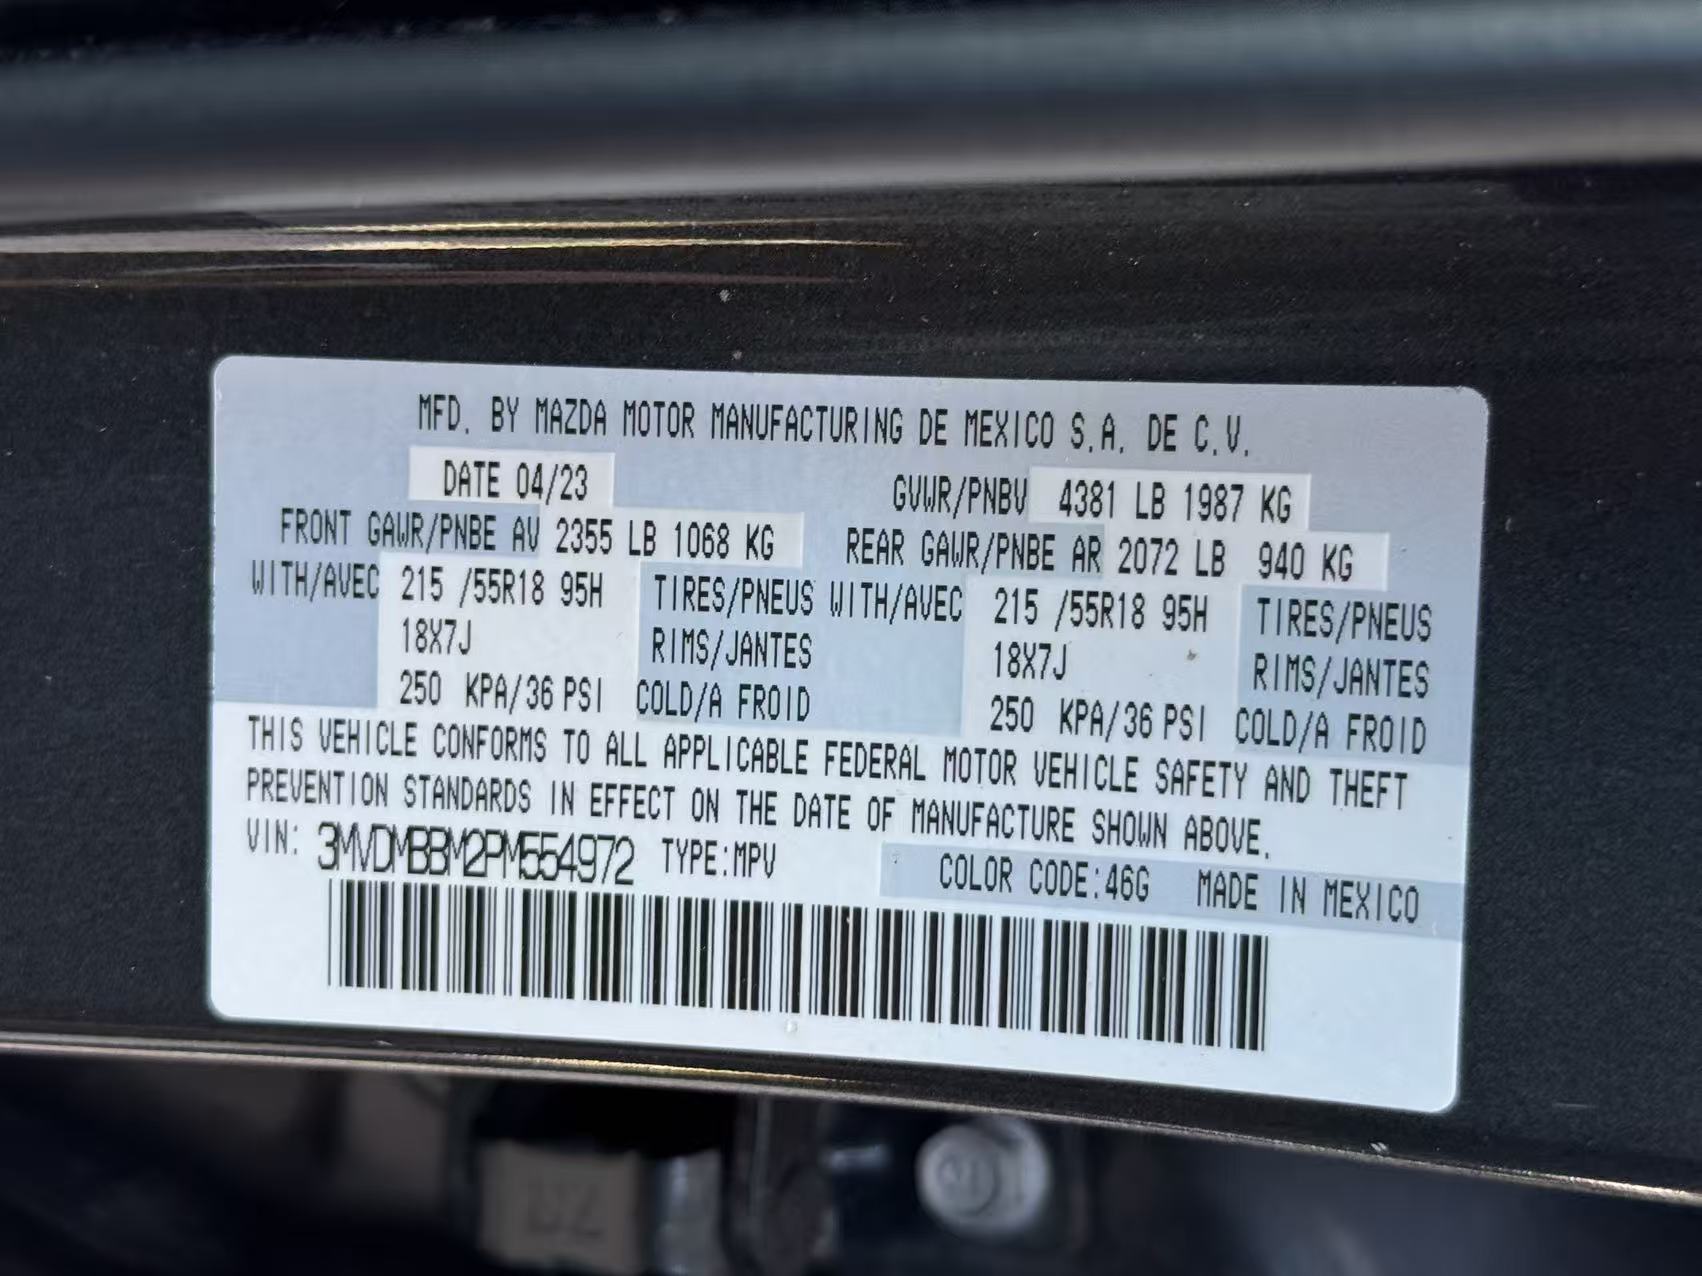 MFD. BY MAZDA MOTOR MANUFACTURING DE MEXICO S.A. DE C.V.
DATE 04/23 GVWR/PNBV 4381 LB 1987 KG
FRONT GAWR/PNBE AV 2355 LB 1068 KG REAR GAWR/PNBE AR 2072 LB 940 KG
WITH/AVEC 215 /55R18 95H TIRES/PNEUS WITH/AVEC 215 /55R18 95H TIRES/PNEUS
18X7J RIMS/JANTES 18X7J RIMS/JANTES
250 KPA/36 PSI COLD/A FROID 250 KPA/36 PSI COLD/A FROID
THIS VEHICLE CONFORMS TO ALL APPLICABLE FEDERAL MOTOR VEHICLE SAFETY AND THEFT
PREVENTION STANDARDS IN EFFECT ON THE DATE OF MANUFACTURE SHOWN ABOVE.
VIN: 3MVDMBBM2PM554972 TYPE:MPV COLOR CODE:46G MADE IN MEXICO